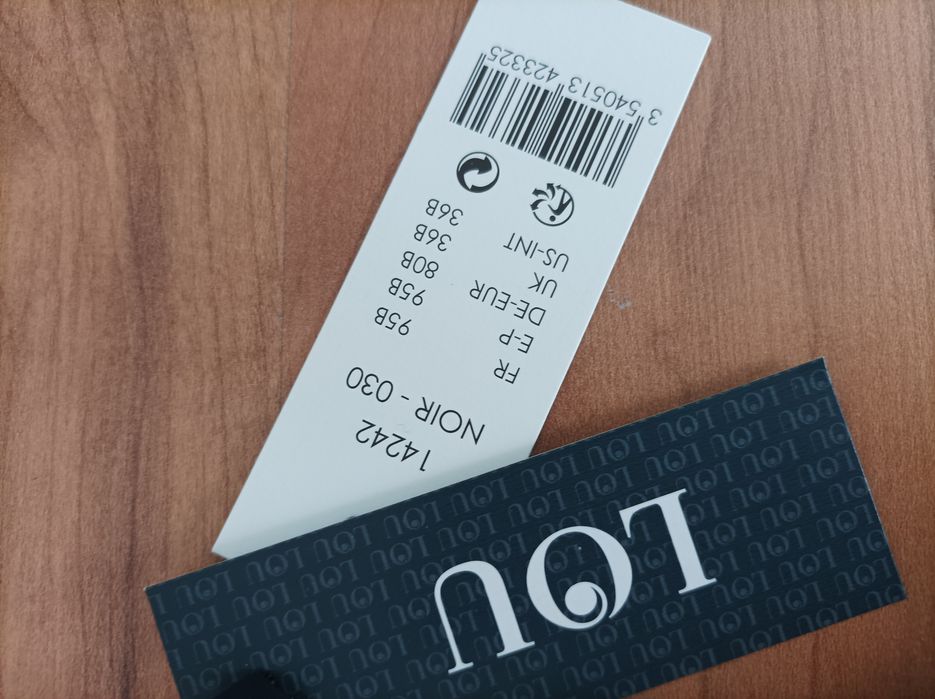 14242
NOIR - 030
FR 95B
E-P 95B
DE-EUR 80B
UK 36B
US-INT 36B
3 540513 423325
LOU